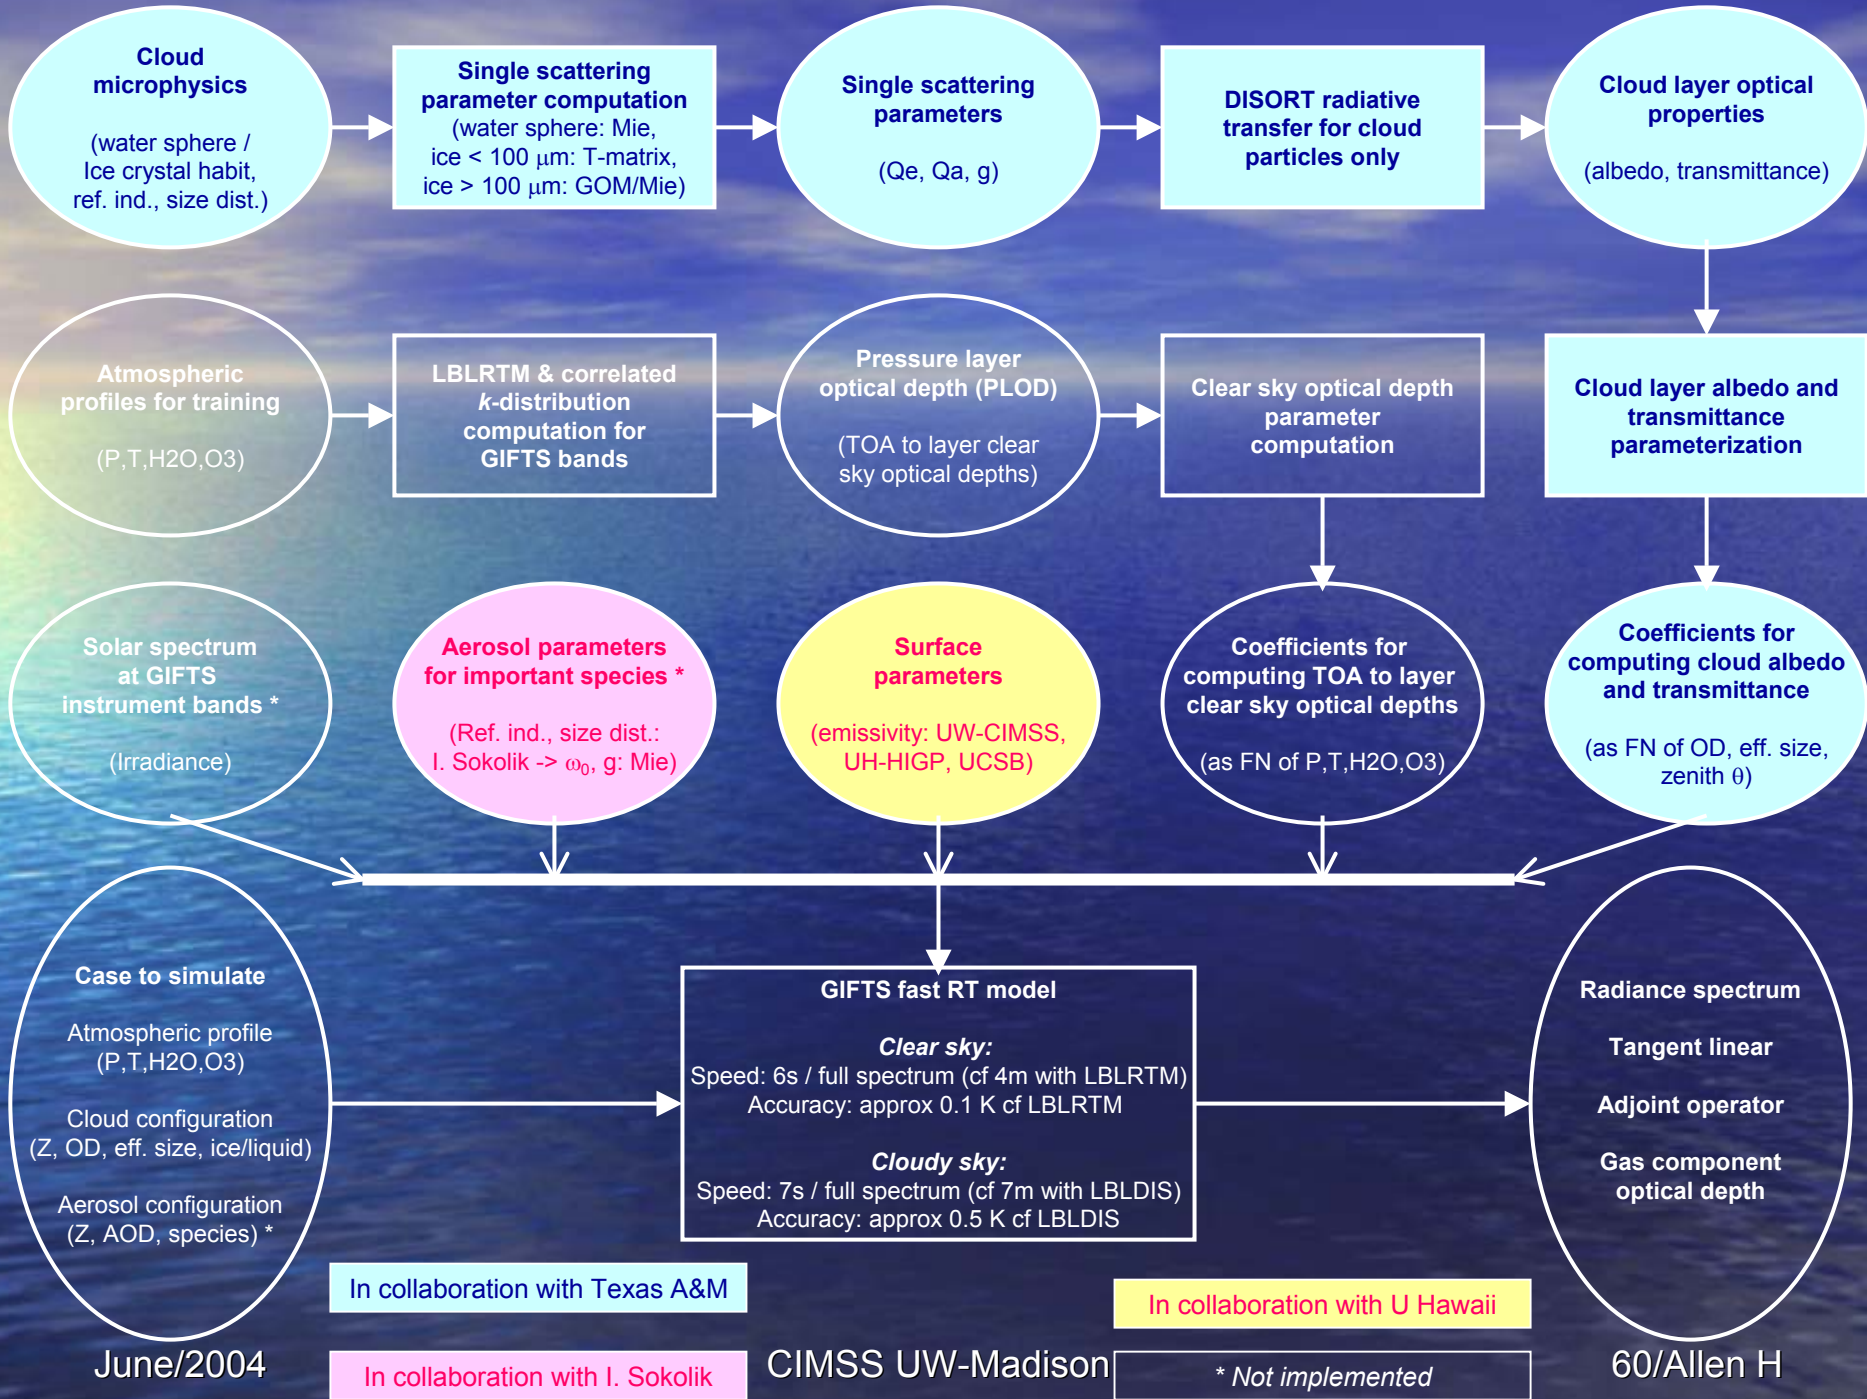 Cloud
microphysics
(water sphere /
Ice crystal habit,
ref. ind., size dist.)
Single scattering
parameter computation
(water sphere: Mie,
ice < 100 μm: T-matrix,
ice > 100 μm: GOM/Mie)
Single scattering
parameters
(Qe, Qa, g)
DISORT radiative
transfer for cloud
particles only
Cloud layer optical
properties
(albedo, transmittance)
Atmospheric
profiles for training
(P,T,H2O,O3)
LBLRTM & correlated
k-distribution
computation for
GIFTS bands
Pressure layer
optical depth (PLOD)
(TOA to layer clear
sky optical depths)
Clear sky optical depth
parameter
computation
Cloud layer albedo and
transmittance
parameterization
Solar spectrum
at GIFTS
instrument bands *
(Irradiance)
Aerosol parameters
for important species *
(Ref. ind., size dist.:
I. Sokolik -> ω0, g: Mie)
Surface
parameters
(emissivity: UW-CIMSS,
UH-HIGP, UCSB)
Coefficients for
computing TOA to layer
clear sky optical depths
(as FN of P,T,H2O,O3)
Coefficients for
computing cloud albedo
and transmittance
(as FN of OD, eff. size,
zenith θ)
Case to simulate
Atmospheric profile
(P,T,H2O,O3)
Cloud configuration
(Z, OD, eff. size, ice/liquid)
Aerosol configuration
(Z, AOD, species) *
GIFTS fast RT model
Clear sky:
Speed: 6s / full spectrum (cf 4m with LBLRTM)
Accuracy: approx 0.1 K cf LBLRTM
Cloudy sky:
Speed: 7s / full spectrum (cf 7m with LBLDIS)
Accuracy: approx 0.5 K cf LBLDIS
Radiance spectrum
Tangent linear
Adjoint operator
Gas component
optical depth
In collaboration with Texas A&M
In collaboration with U Hawaii
In collaboration with I. Sokolik
* Not implemented
June/2004
CIMSS UW-Madison
60/Allen H